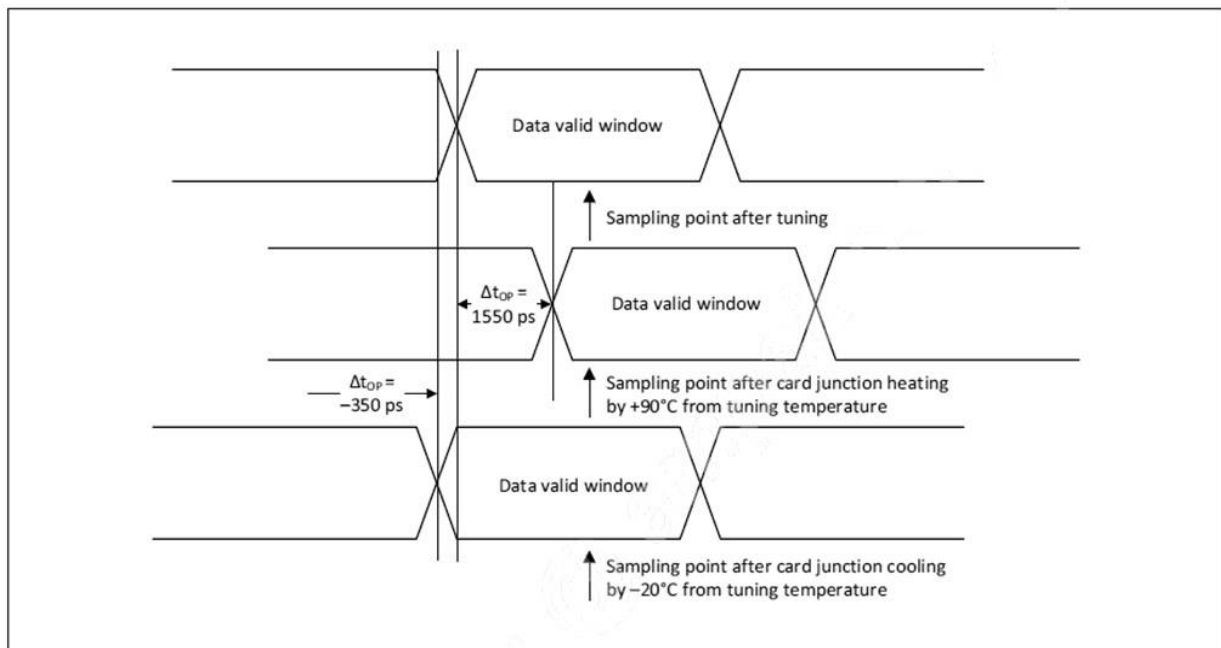 Data valid window
Sampling point after tuning
Δt_OP =
1550 ps
Data valid window
Δt_OP =
−350 ps
Sampling point after card junction heating
by +90°C from tuning temperature
Data valid window
Sampling point after card junction cooling
by −20°C from tuning temperature